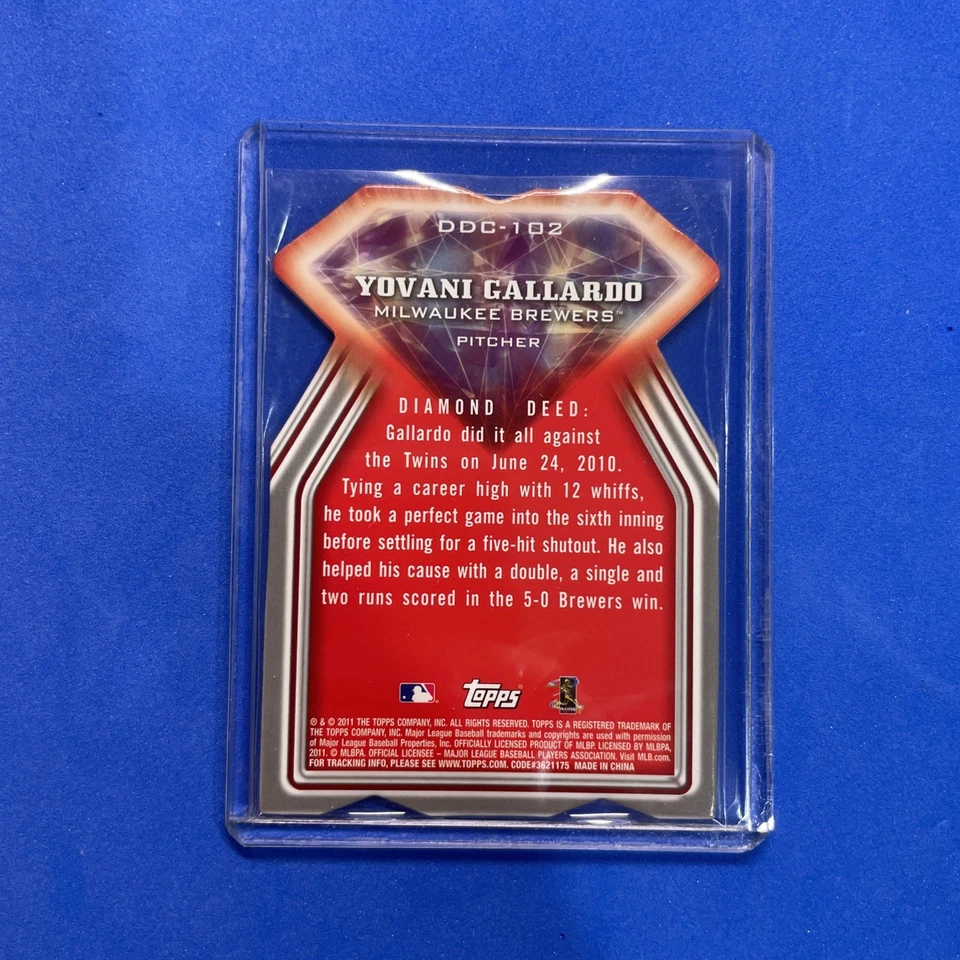 DDC-102
YOVANI GALLARDO
MILWAUKEE BREWERS™
PITCHER
DIAMOND DEED:
Gallardo did it all against
the Twins on June 24, 2010.
Tying a career high with 12 whiffs,
he took a perfect game into the sixth inning
before settling for a five-hit shutout. He also
helped his cause with a double, a single and
two runs scored in the 5-0 Brewers win.
topps
® & © 2011 THE TOPPS COMPANY, INC. ALL RIGHTS RESERVED. TOPPS IS A REGISTERED TRADEMARK OF
THE TOPPS COMPANY, INC. Major League Baseball trademarks and copyrights are used with permission
of Major League Baseball Properties, Inc. OFFICIALLY LICENSED PRODUCT OF MLBP. LICENSED BY MLBPA,
2011. © MLBPA. OFFICIAL LICENSEE – MAJOR LEAGUE BASEBALL PLAYERS ASSOCIATION. Visit MLB.com.
FOR TRACKING INFO, PLEASE SEE WWW.TOPPS.COM. CODE#3621175 MADE IN CHINA